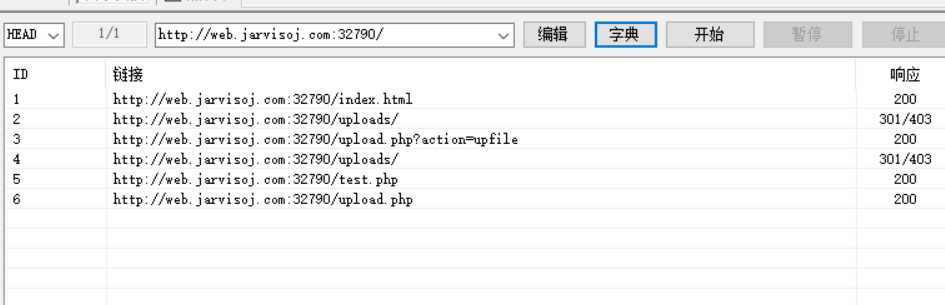 HEAD 1/1 http://web.jarvisoj.com:32790/ 编辑 字典 开始 暂停 停止
ID 链接 响应
1 http://web.jarvisoj.com:32790/index.html 200
2 http://web.jarvisoj.com:32790/uploads/ 301/403
3 http://web.jarvisoj.com:32790/upload.php?action=upfile 200
4 http://web.jarvisoj.com:32790/uploads/ 301/403
5 http://web.jarvisoj.com:32790/test.php 200
6 http://web.jarvisoj.com:32790/upload.php 200